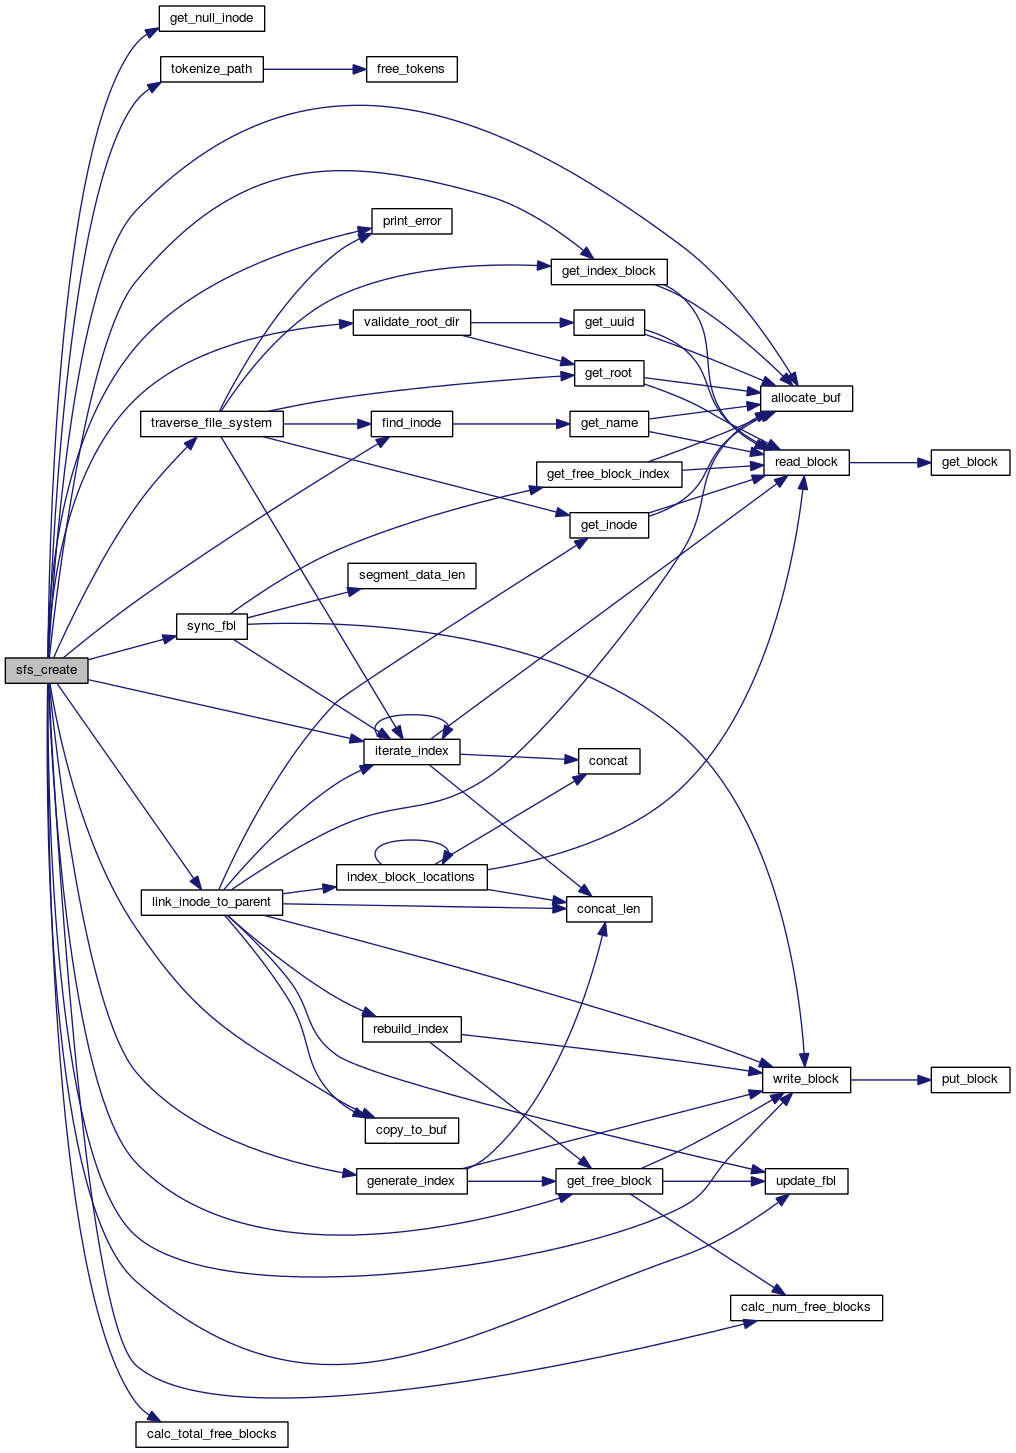 get_null_inode
tokenize_path
free_tokens
print_error
get_index_block
validate_root_dir
get_uuid
get_root
allocate_buf
traverse_file_system
find_inode
get_name
read_block
get_block
get_free_block_index
get_inode
segment_data_len
sync_fbl
sfs_create
iterate_index
concat
index_block_locations
link_inode_to_parent
concat_len
rebuild_index
write_block
put_block
copy_to_buf
generate_index
get_free_block
update_fbl
calc_num_free_blocks
calc_total_free_blocks